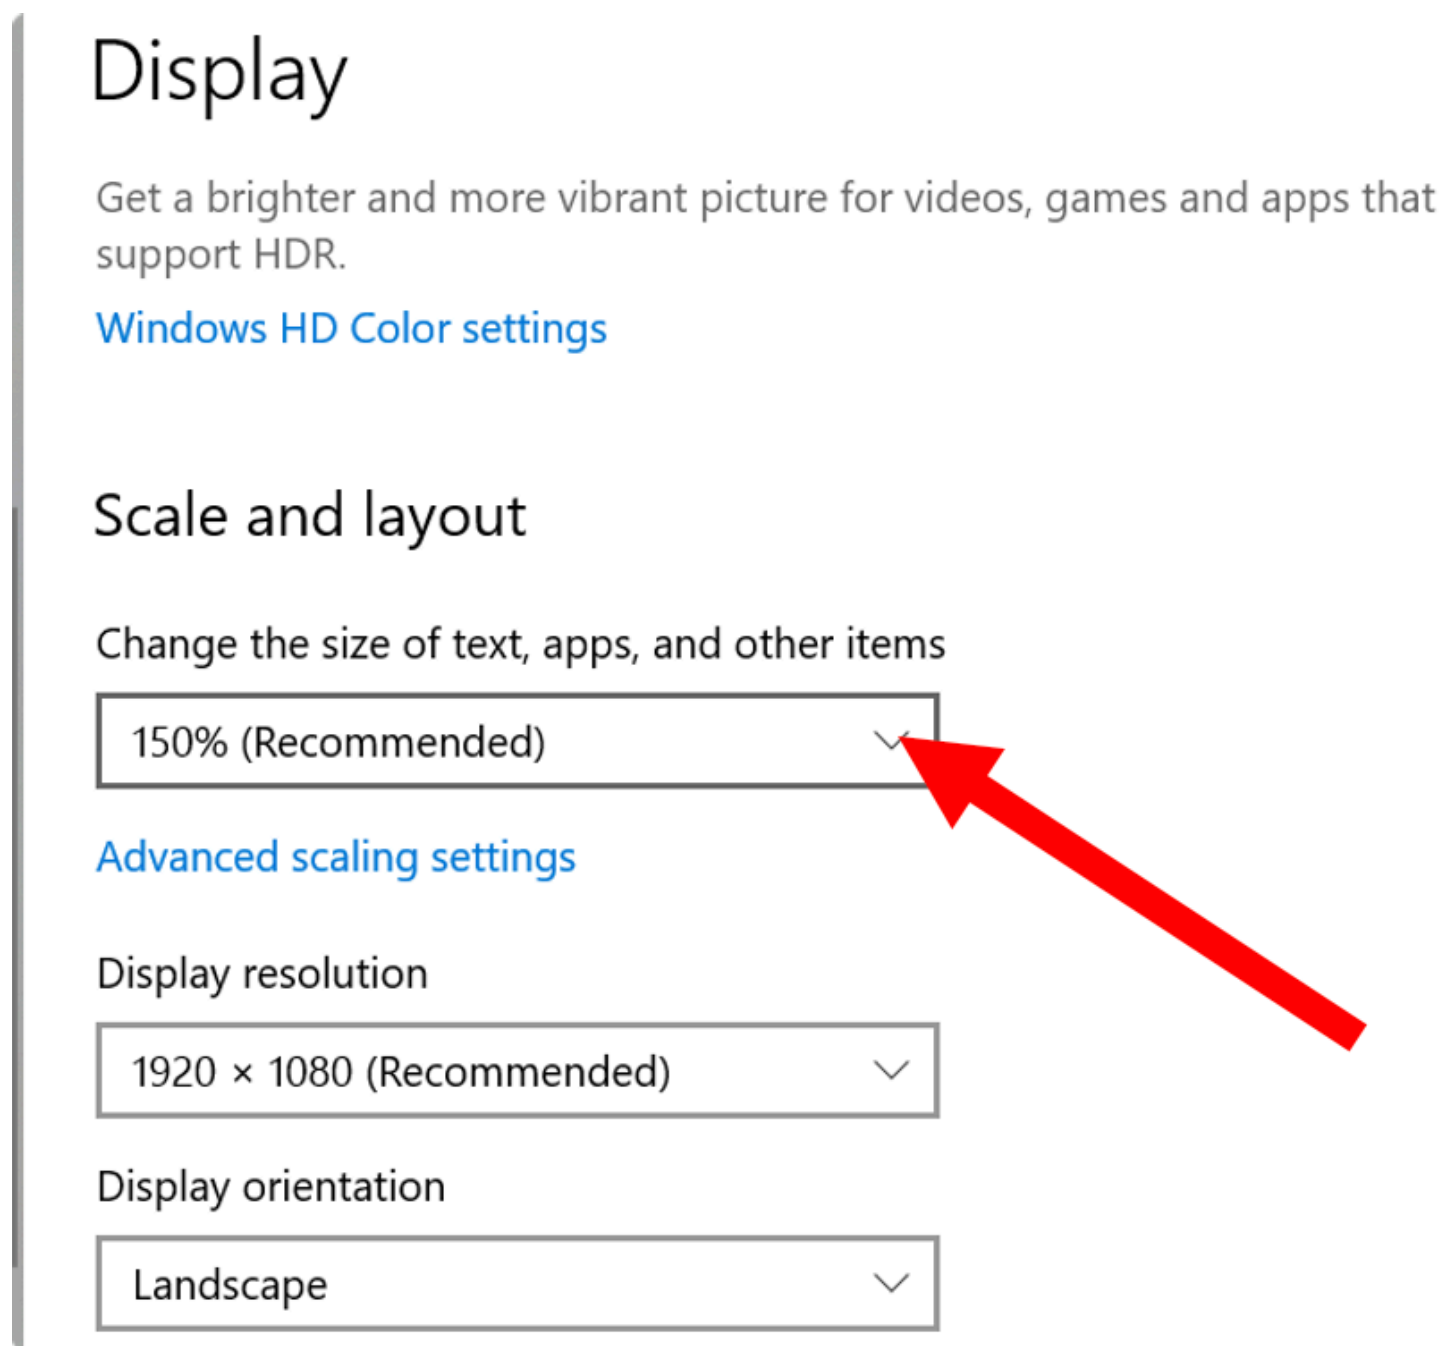 Display
Get a brighter and more vibrant picture for videos, games and apps that
support HDR.
Windows HD Color settings
Scale and layout
Change the size of text, apps, and other items
150% (Recommended)
Advanced scaling settings
Display resolution
1920 × 1080 (Recommended)
Display orientation
Landscape